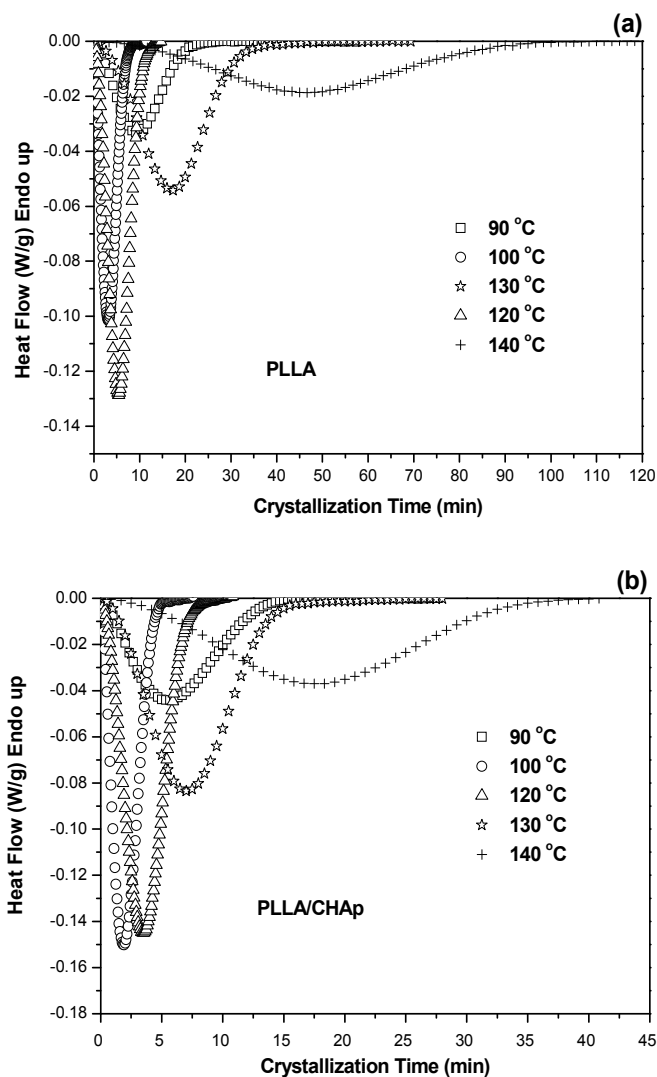 (a)
0.00
-0.02
-0.04
-0.06
-0.08
-0.10
-0.12
-0.14
Heat Flow (W/g) Endo up
90 °C
100 °C
130 °C
120 °C
140 °C
PLLA
0 10 20 30 40 50 60 70 80 90 100 110 120
Crystallization Time (min)
(b)
0.00
-0.02
-0.04
-0.06
-0.08
-0.10
-0.12
-0.14
-0.16
-0.18
Heat Flow (W/g) Endo up
90 °C
100 °C
120 °C
130 °C
140 °C
PLLA/CHAp
0 5 10 15 20 25 30 35 40 45
Crystallization Time (min)